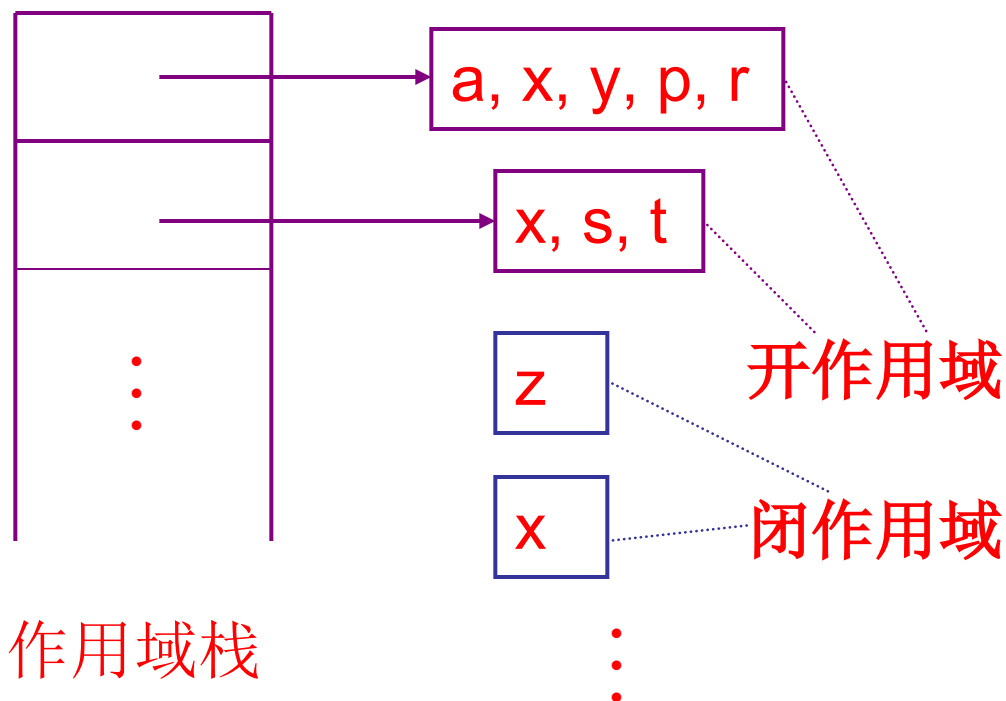 a, x, y, p, r
x, s, t
z
开作用域
x
闭作用域
作用域栈